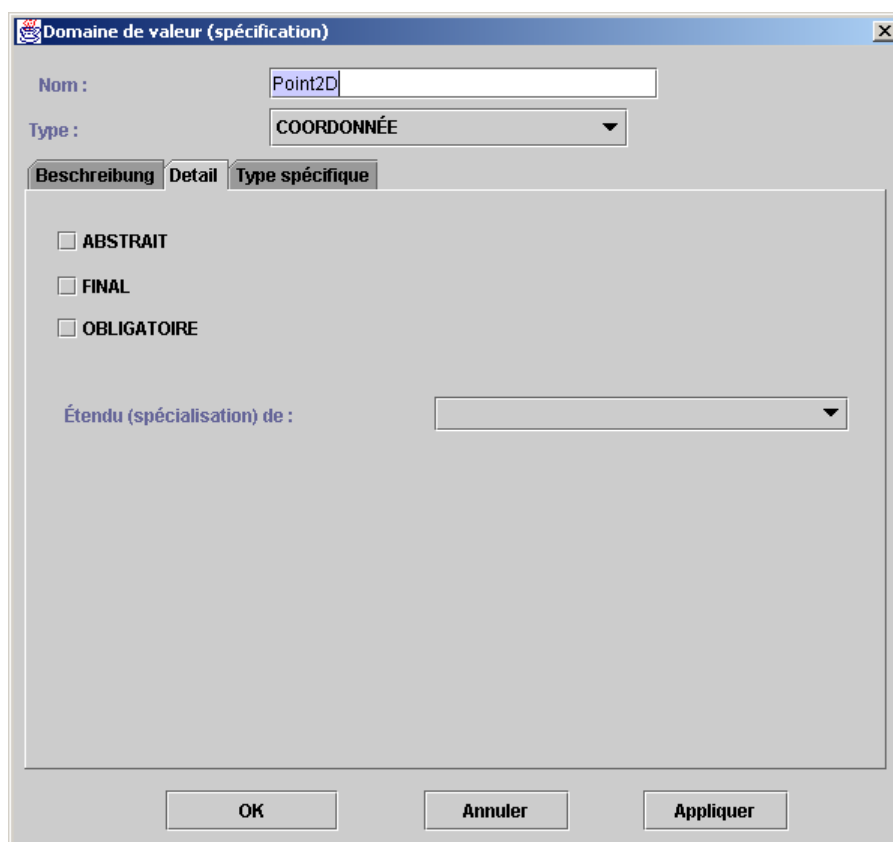 Domaine de valeur (spécification)
Nom :
Point2D
Type :
COORDONNÉE
Beschreibung Detail Type spécifique
ABSTRAIT
FINAL
OBLIGATOIRE
Étendu (spécialisation) de :
OK Annuler Appliquer